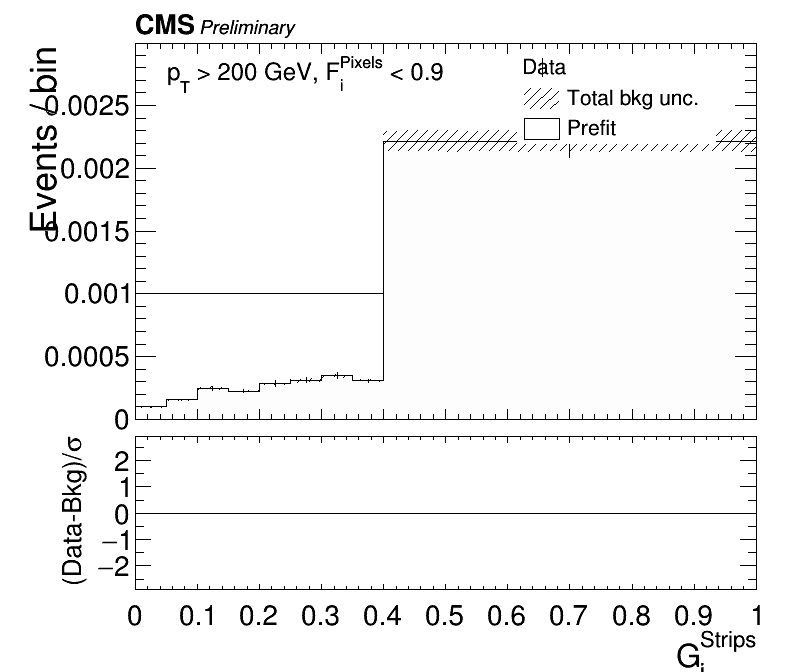 CMS Preliminary
p_T > 200 GeV, F_i^Pixels < 0.9
Data
Total bkg unc.
Prefit
Events / bin
0.0025
0.002
0.0015
0.001
0.0005
0
(Data-Bkg)/σ
2
1
0
−1
−2
0 0.1 0.2 0.3 0.4 0.5 0.6 0.7 0.8 0.9 1
G_i^Strips